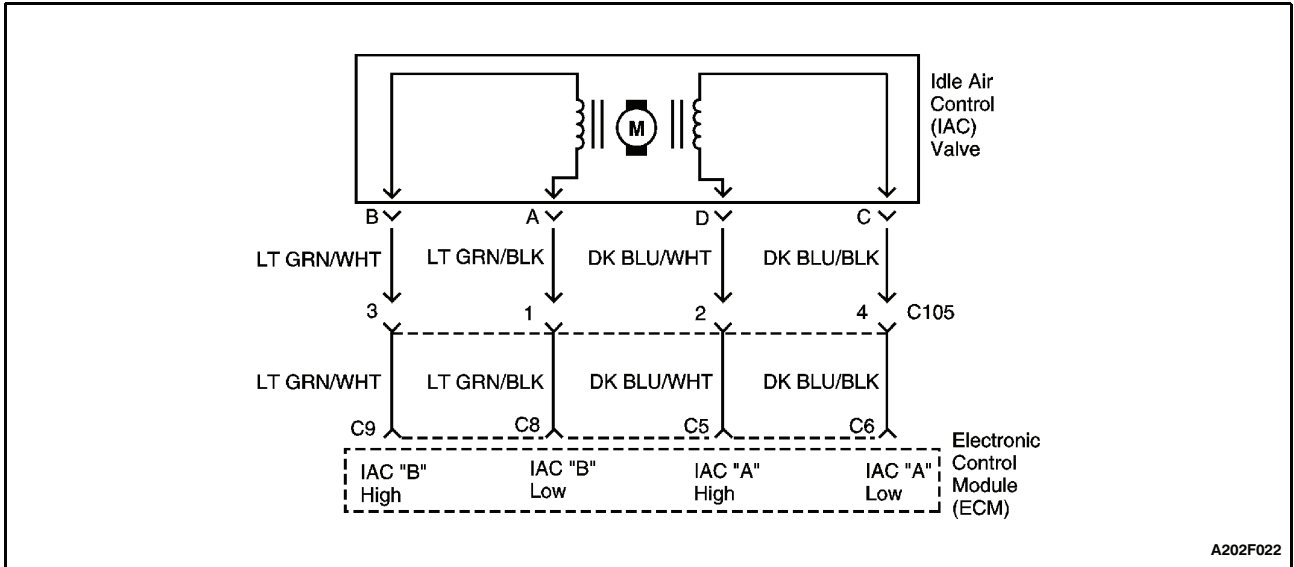 Idle Air
Control
(IAC)
Valve
M
B A D C
LT GRN/WHT LT GRN/BLK DK BLU/WHT DK BLU/BLK
3 1 2 4 C105
LT GRN/WHT LT GRN/BLK DK BLU/WHT DK BLU/BLK
C9 C8 C5 C6
IAC "B"
High
IAC "B"
Low
IAC "A"
High
IAC "A"
Low
Electronic
Control
Module
(ECM)
A202F022